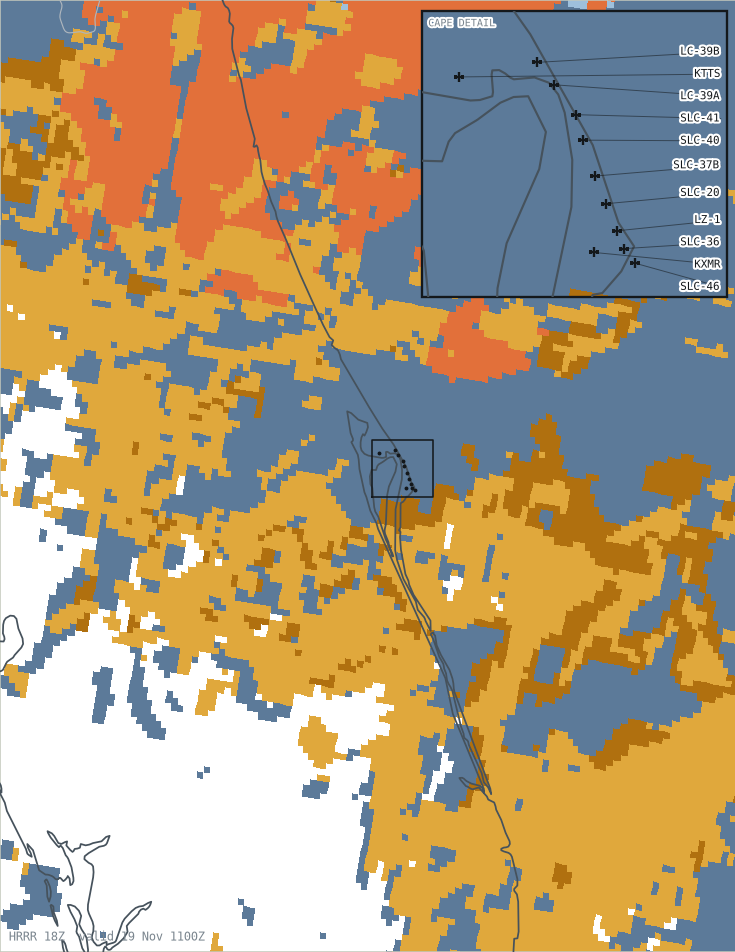 CAPE DETAIL
LC-39B
KTTS
LC-39A
SLC-41
SLC-40
SLC-37B
SLC-20
LZ-1
SLC-36
KXMR
SLC-46
HRRR 18Z  valid 19 Nov 1100Z